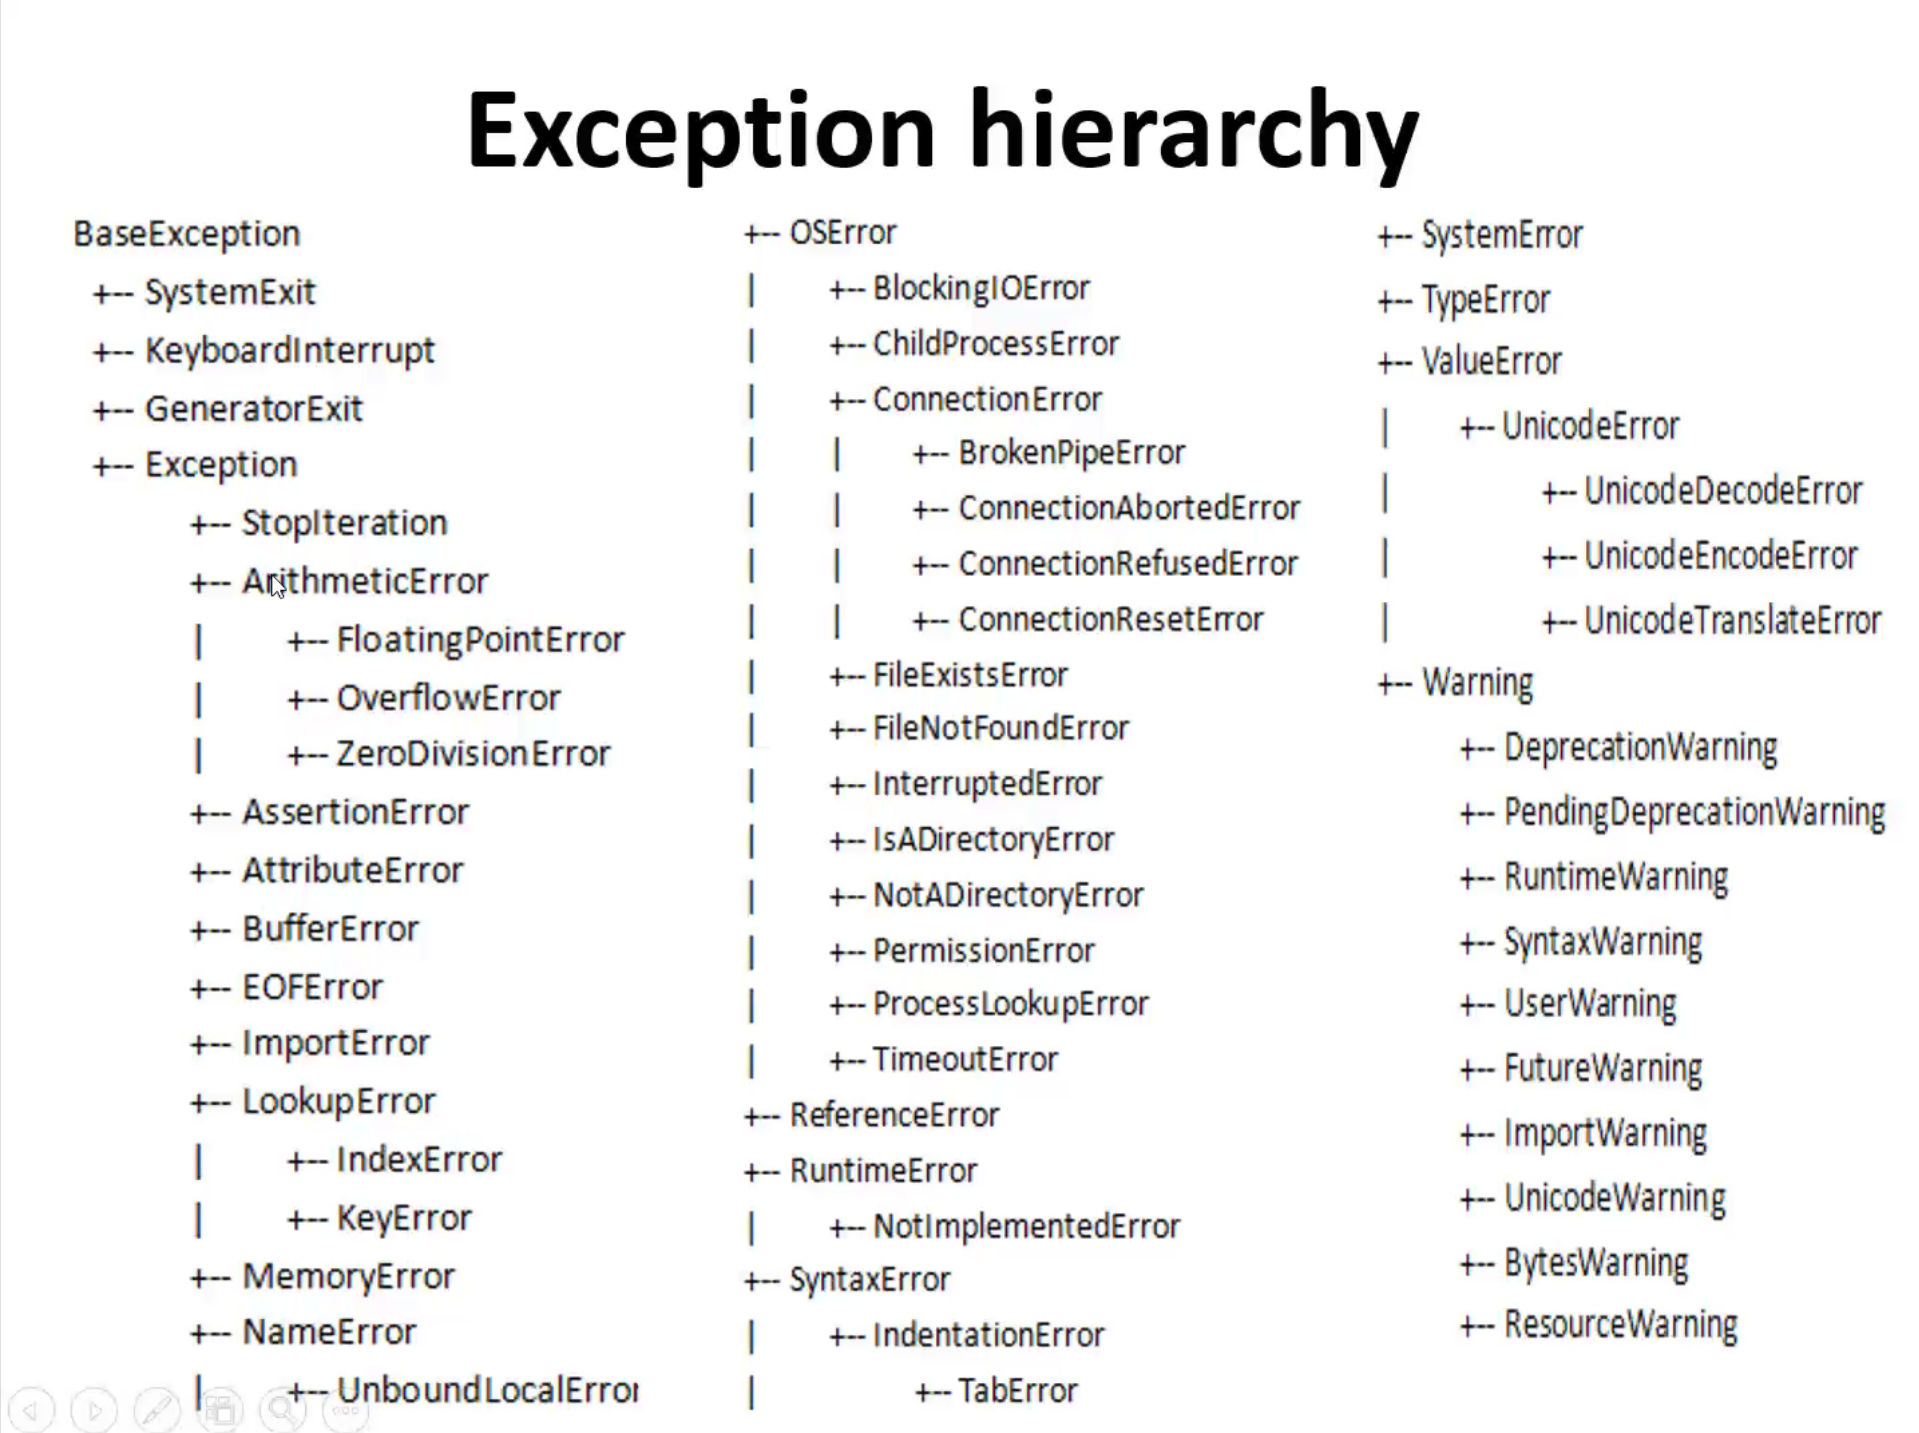 Exception hierarchy
BaseException
+-- SystemExit
+-- KeyboardInterrupt
+-- GeneratorExit
+-- Exception
+-- StopIteration
+-- ArithmeticError
| +-- FloatingPointError
| +-- OverflowError
| +-- ZeroDivisionError
+-- AssertionError
+-- AttributeError
+-- BufferError
+-- EOFError
+-- ImportError
+-- LookupError
| +-- IndexError
| +-- KeyError
+-- MemoryError
+-- NameError
| +-- UnboundLocalError
+-- OSError
| +-- BlockingIOError
| +-- ChildProcessError
| +-- ConnectionError
| | +-- BrokenPipeError
| | +-- ConnectionAbortedError
| | +-- ConnectionRefusedError
| | +-- ConnectionResetError
| +-- FileExistsError
| +-- FileNotFoundError
| +-- InterruptedError
| +-- IsADirectoryError
| +-- NotADirectoryError
| +-- PermissionError
| +-- ProcessLookupError
| +-- TimeoutError
+-- ReferenceError
+-- RuntimeError
| +-- NotImplementedError
+-- SyntaxError
| +-- IndentationError
| +-- TabError
+-- SystemError
+-- TypeError
+-- ValueError
| +-- UnicodeError
| +-- UnicodeDecodeError
| +-- UnicodeEncodeError
| +-- UnicodeTranslateError
+-- Warning
+-- DeprecationWarning
+-- PendingDeprecationWarning
+-- RuntimeWarning
+-- SyntaxWarning
+-- UserWarning
+-- FutureWarning
+-- ImportWarning
+-- UnicodeWarning
+-- BytesWarning
+-- ResourceWarning